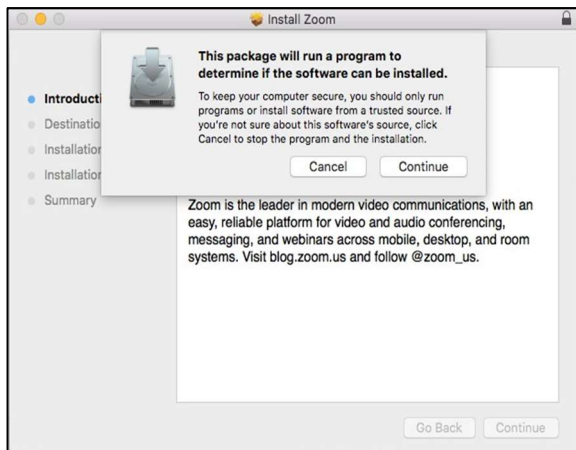 Install Zoom
This package will run a program to
determine if the software can be installed.
To keep your computer secure, you should only run
programs or install software from a trusted source. If
you're not sure about this software's source, click
Cancel to stop the program and the installation.
Cancel
Continue
Introducti
Destinatio
Installation
Installation
Summary
Zoom is the leader in modern video communications, with an
easy, reliable platform for video and audio conferencing,
messaging, and webinars across mobile, desktop, and room
systems. Visit blog.zoom.us and follow @zoom_us.
Go Back
Continue